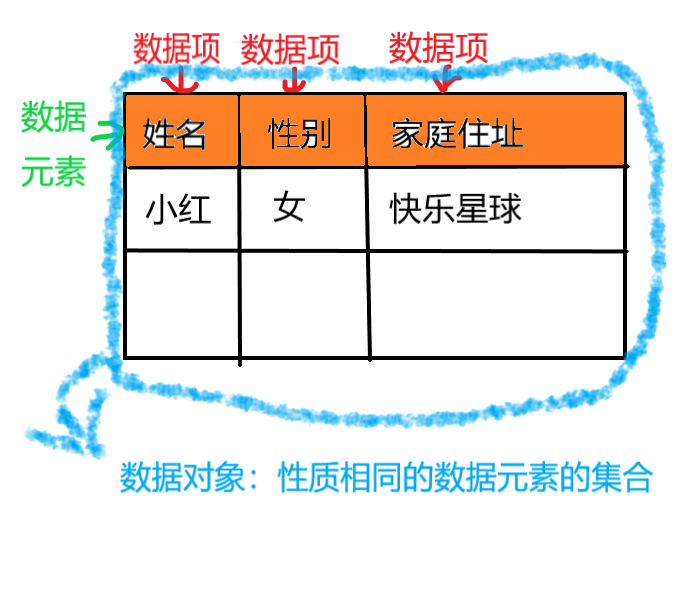 数据项 数据项 数据项
数据
元素
姓名 性别 家庭住址
小红 女 快乐星球
数据对象：性质相同的数据元素的集合